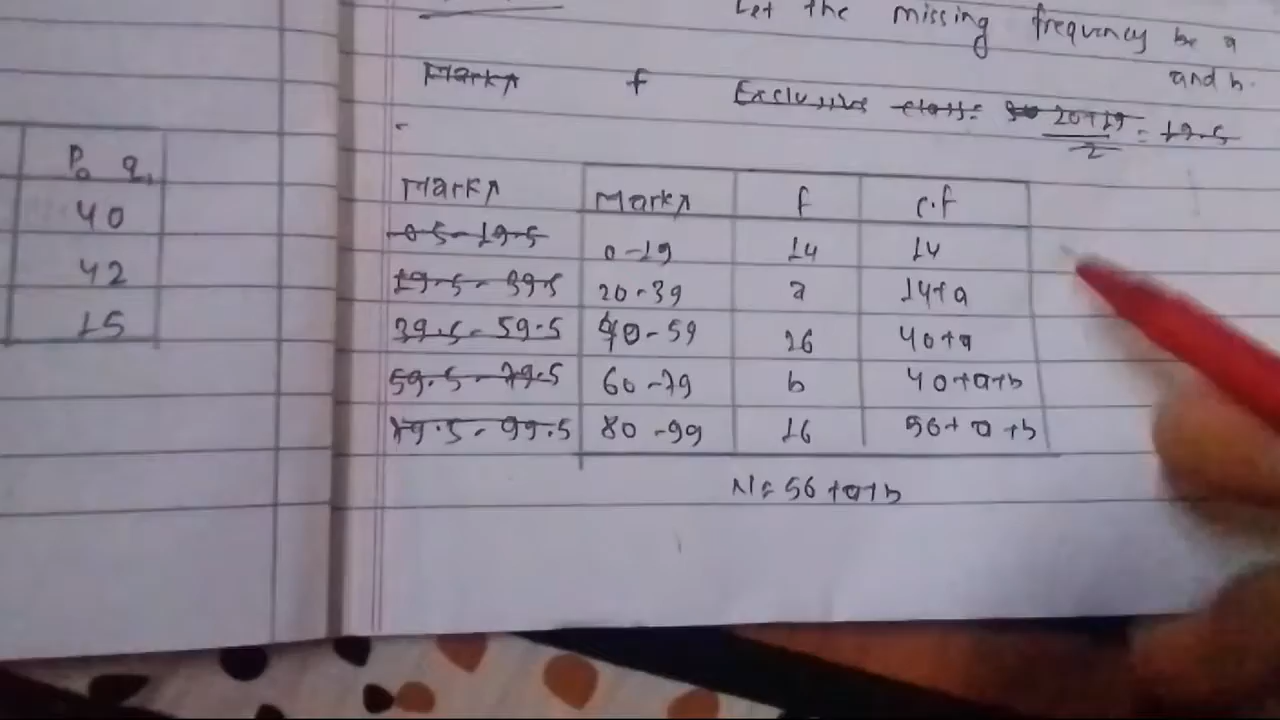 Let the missing frequency be a
and b.
Marks f Exclusive class = 20+19 = 19.5
2
P₀ q₁
40
42
15
Marks Marks f c.f
0.5-19.5 0-19 14 14
19.5-39.5 20-39 a 14+a
39.5-59.5 40-59 26 40+a
59.5-79.5 60-79 b 40+a+b
79.5-99.5 80-99 16 56+a+b
N = 56+a+b